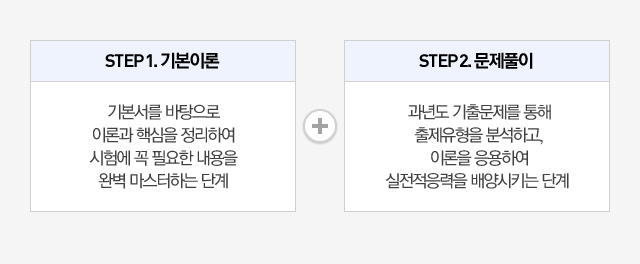 STEP 1. 기본이론
기본서를 바탕으로
이론과 핵심을 정리하여
시험에 꼭 필요한 내용을
완벽 마스터하는 단계
STEP 2. 문제풀이
과년도 기출문제를 통해
출제유형을 분석하고,
이론을 응용하여
실전적응력을 배양시키는 단계